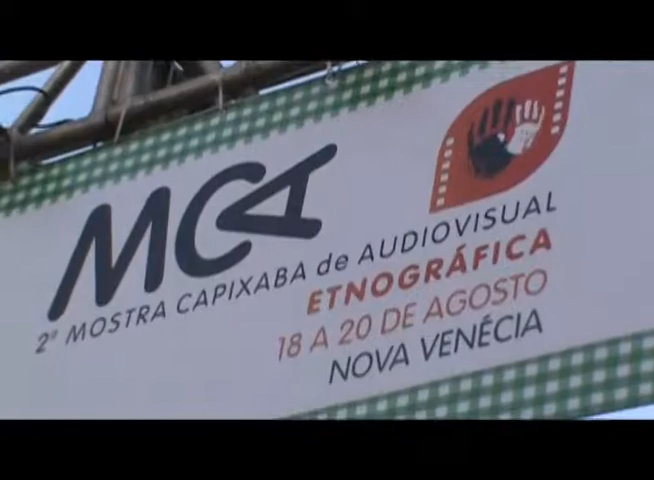 MCA
2ª MOSTRA CAPIXABA de AUDIOVISUAL
ETNOGRÁFICA
18 A 20 DE AGOSTO
NOVA VENÉCIA